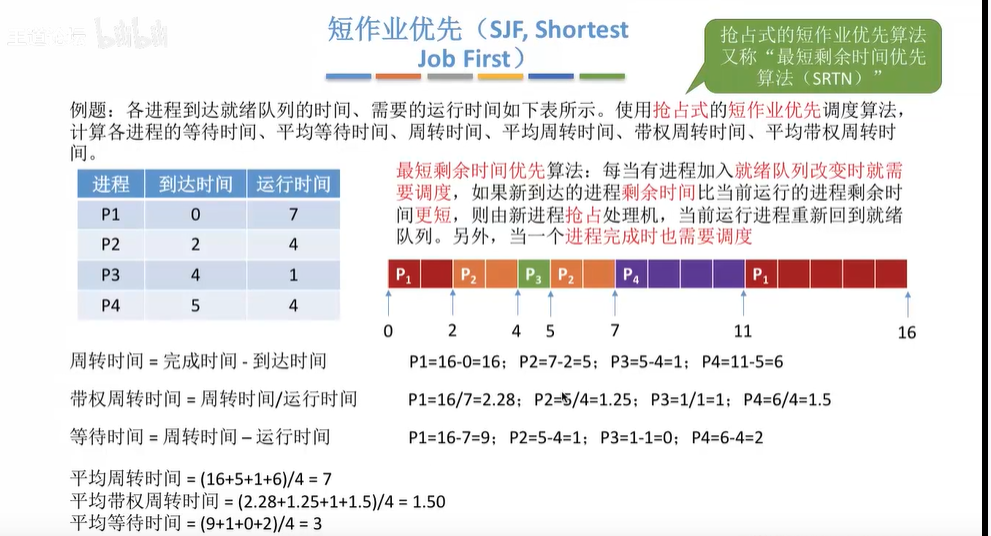 短作业优先（SJF, Shortest
Job First）
抢占式的短作业优先算法
又称“最短剩余时间优先
算法（SRTN）”
例题：各进程到达就绪队列的时间、需要的运行时间如下表所示。使用抢占式的短作业优先调度算法，
计算各进程的等待时间、平均等待时间、周转时间、平均周转时间、带权周转时间、平均带权周转时
间。
进程 到达时间 运行时间
P1 0 7
P2 2 4
P3 4 1
P4 5 4
最短剩余时间优先算法：每当有进程加入就绪队列改变时就需
要调度，如果新到达的进程剩余时间比当前运行的进程剩余时
间更短，则由新进程抢占处理机，当前运行进程重新回到就绪
队列。另外，当一个进程完成时也需要调度
P1 P2 P3 P2 P4 P1
0 2 4 5 7 11 16
周转时间 = 完成时间 - 到达时间 P1=16-0=16；P2=7-2=5；P3=5-4=1；P4=11-5=6
带权周转时间 = 周转时间/运行时间 P1=16/7=2.28；P2=5/4=1.25；P3=1/1=1；P4=6/4=1.5
等待时间 = 周转时间 – 运行时间 P1=16-7=9；P2=5-4=1；P3=1-1=0；P4=6-4=2
平均周转时间 = (16+5+1+6)/4 = 7
平均带权周转时间 = (2.28+1.25+1+1.5)/4 = 1.50
平均等待时间 = (9+1+0+2)/4 = 3